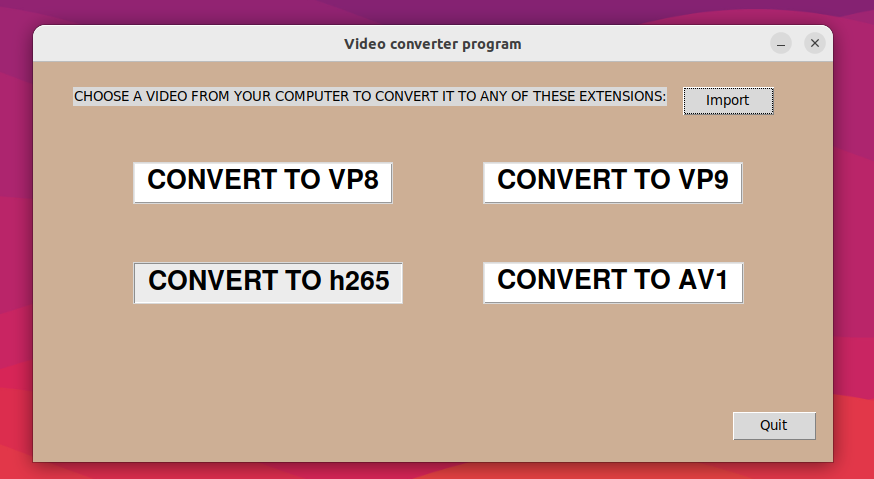 Video converter program
CHOOSE A VIDEO FROM YOUR COMPUTER TO CONVERT IT TO ANY OF THESE EXTENSIONS:
Import
CONVERT TO VP8
CONVERT TO VP9
CONVERT TO h265
CONVERT TO AV1
Quit